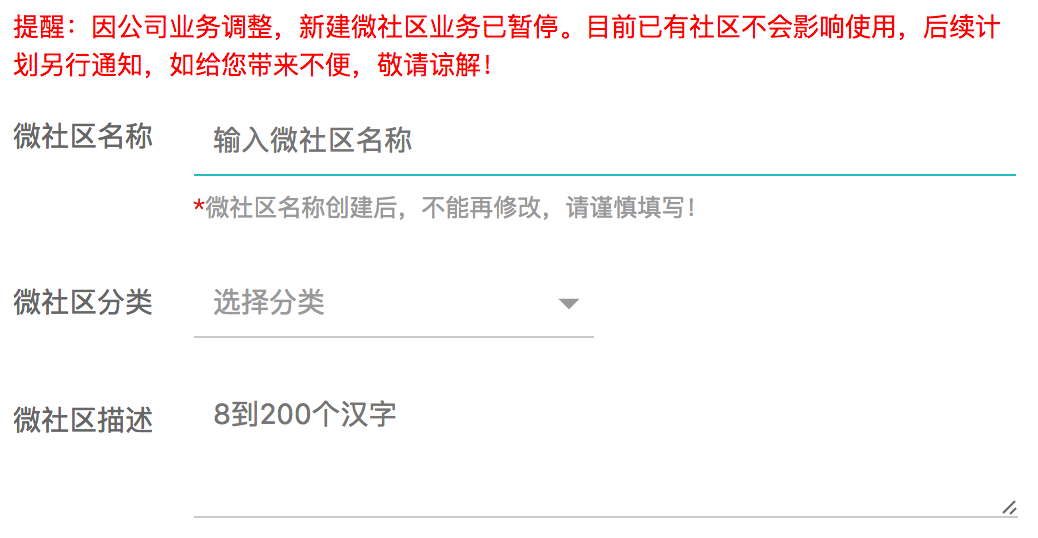 提醒：因公司业务调整，新建微社区业务已暂停。目前已有社区不会影响使用，后续计
划另行通知，如给您带来不便，敬请谅解！
微社区名称 输入微社区名称
*微社区名称创建后，不能再修改，请谨慎填写！
微社区分类 选择分类
微社区描述 8到200个汉字